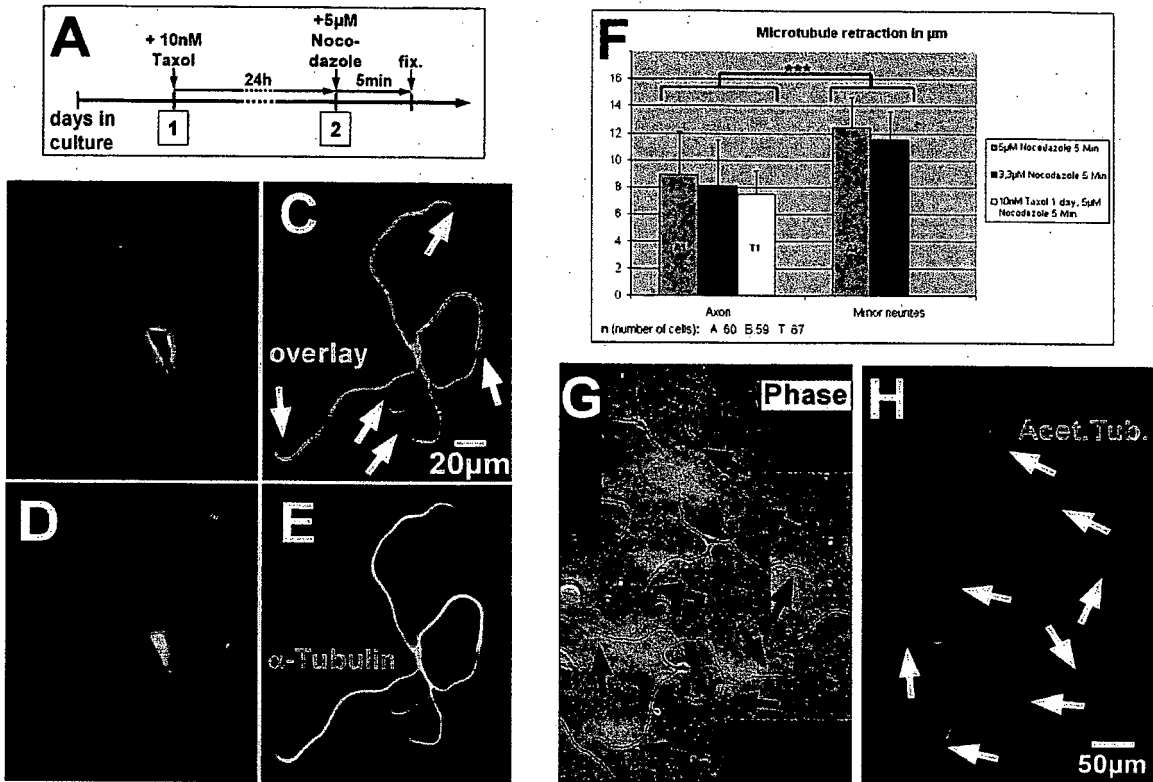 A
+ 10nM
Taxol
+5µM
Noco-
dazole
fix.
24h
5min
days in
culture
1
2
C
overlay
20µm
D
E
α-Tubulin
F
Microtubule retraction in µm
***
16
14
12
10
8
6
4
2
0
T1
Axon
Minor neurites
n (number of cells): A 60 B 59 T 67
5µM Nocodazole 5 Min
3,3µM Nocodazole 5 Min
10nM Taxol 1 day, 5µM
Nocodazole 5 Min
G
Phase
H
Acet.Tub.
50µm